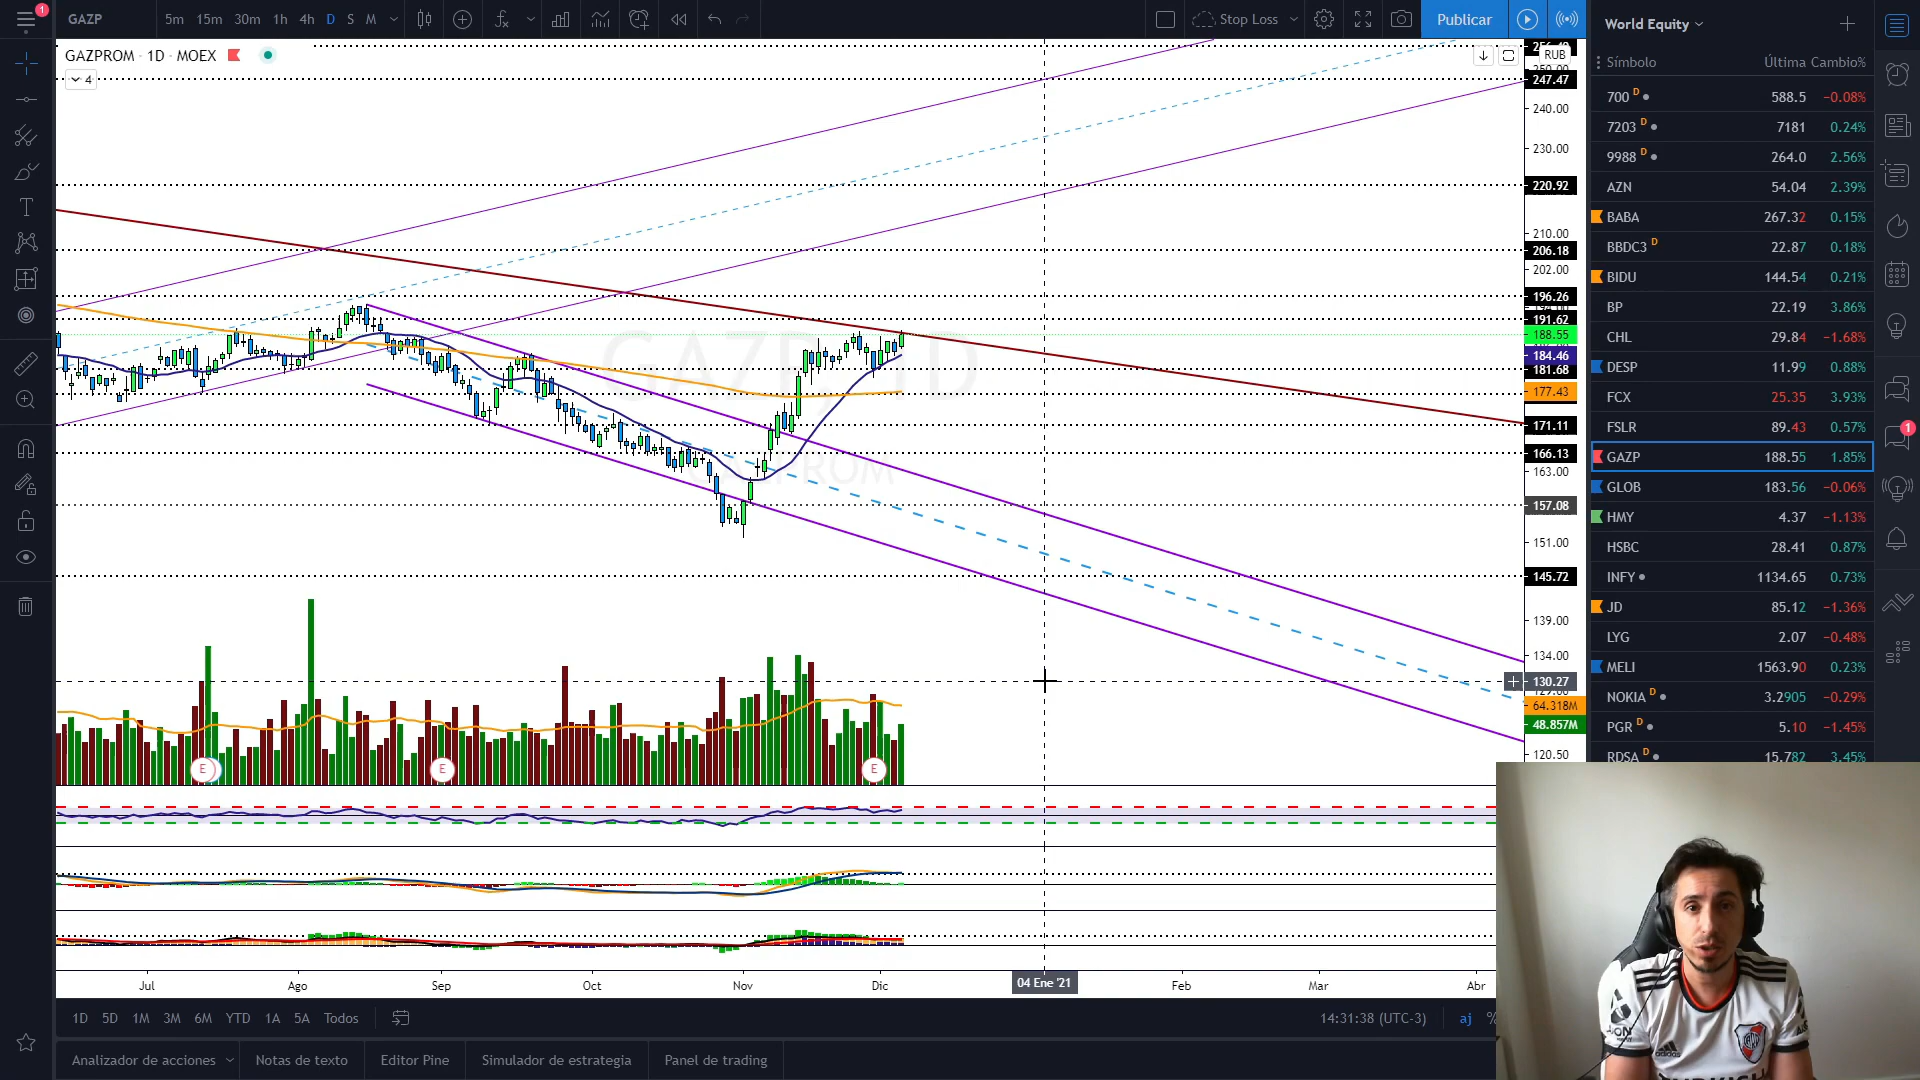 1
GAZP
5m 15m 30m 1h 4h D S M
Stop Loss
Publicar
World Equity
GAZPROM · 1D · MOEX
4
RUB
Símbolo Última Cambio%
700 D 588.5 −0.08%
7203 D 7181 0.24%
9988 D 264.0 2.56%
AZN 54.04 2.39%
BABA 267.32 0.15%
BBDC3 D 22.87 0.18%
BIDU 144.54 0.21%
BP 22.19 3.86%
CHL 29.84 −1.68%
DESP 11.99 0.88%
FCX 25.35 3.93%
FSLR 89.43 0.57%
GAZP 188.55 1.85%
GLOB 183.56 −0.06%
HMY 4.37 −1.13%
HSBC 28.41 0.87%
INFY 1134.65 0.73%
JD 85.12 −1.36%
LYG 2.07 −0.48%
MELI 1563.90 0.23%
NOKIA D 3.2905 −0.29%
PGR D 5.10 −1.45%
RDSA D 15.782 3.45%
1
247.47
240.00
230.00
220.92
210.00
206.18
202.00
196.26
191.62
188.55
184.46
181.68
177.43
171.11
166.13
163.00
157.08
151.00
145.72
139.00
134.00
130.27
64.318M
48.857M
120.50
E E E
Jul Ago Sep Oct Nov Dic 04 Ene '21 Feb Mar Abr
1D 5D 1M 3M 6M YTD 1A 5A Todos
14:31:38 (UTC-3) aj %
Analizador de acciones Notas de texto Editor Pine Simulador de estrategia Panel de trading
adidas